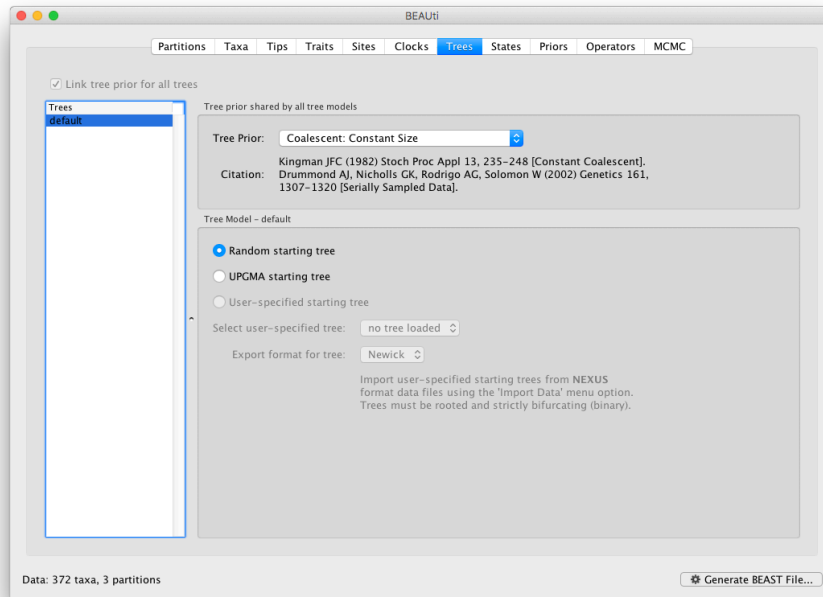 BEAUti
Partitions Taxa Tips Traits Sites Clocks Trees States Priors Operators MCMC
Link tree prior for all trees
Trees
default
Tree prior shared by all tree models
Tree Prior: Coalescent: Constant Size
Kingman JFC (1982) Stoch Proc Appl 13, 235-248 [Constant Coalescent].
Citation: Drummond AJ, Nicholls GK, Rodrigo AG, Solomon W (2002) Genetics 161,
1307-1320 [Serially Sampled Data].
Tree Model - default
Random starting tree
UPGMA starting tree
User-specified starting tree
Select user-specified tree: no tree loaded
Export format for tree: Newick
Import user-specified starting trees from NEXUS
format data files using the 'Import Data' menu option.
Trees must be rooted and strictly bifurcating (binary).
Data: 372 taxa, 3 partitions
Generate BEAST File...